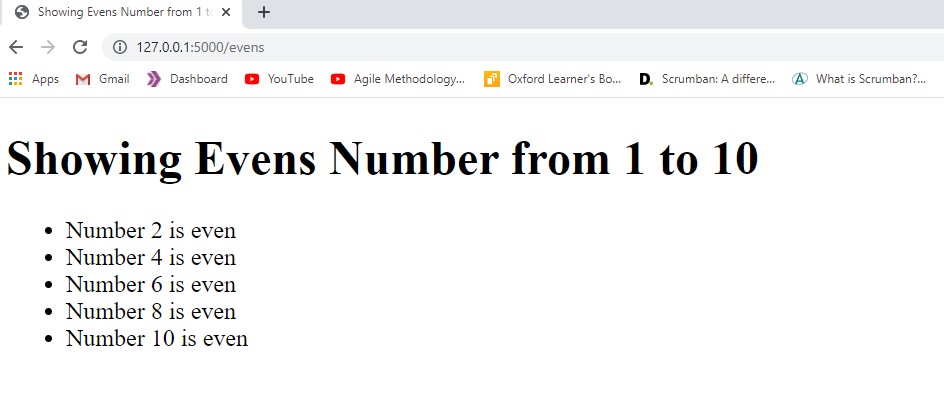 Showing Evens Number from 1 t
127.0.0.1:5000/evens
Apps Gmail Dashboard YouTube Agile Methodology... Oxford Learner's Bo... D. Scrumban: A differe... A What is Scrumban?...
Showing Evens Number from 1 to 10
• Number 2 is even
• Number 4 is even
• Number 6 is even
• Number 8 is even
• Number 10 is even